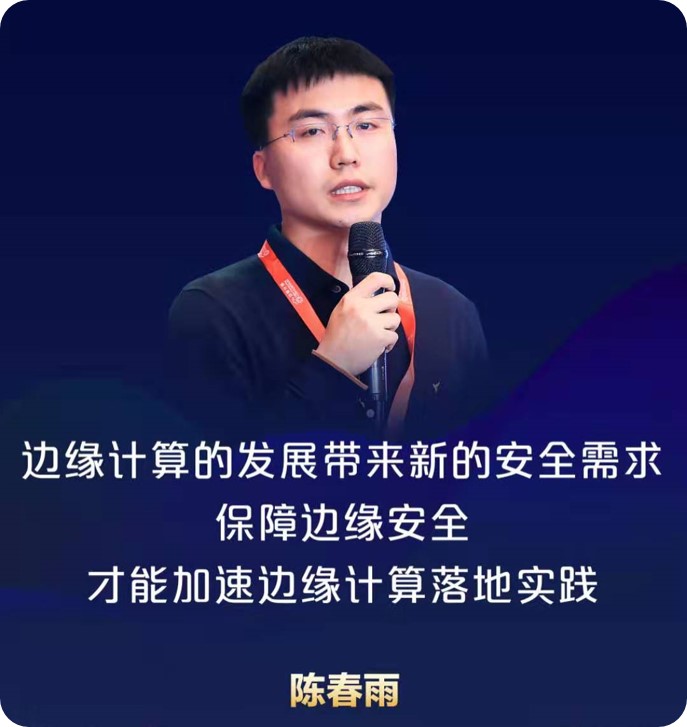 边缘计算的发展带来新的安全需求
保障边缘安全
才能加速边缘计算落地实践
陈春雨